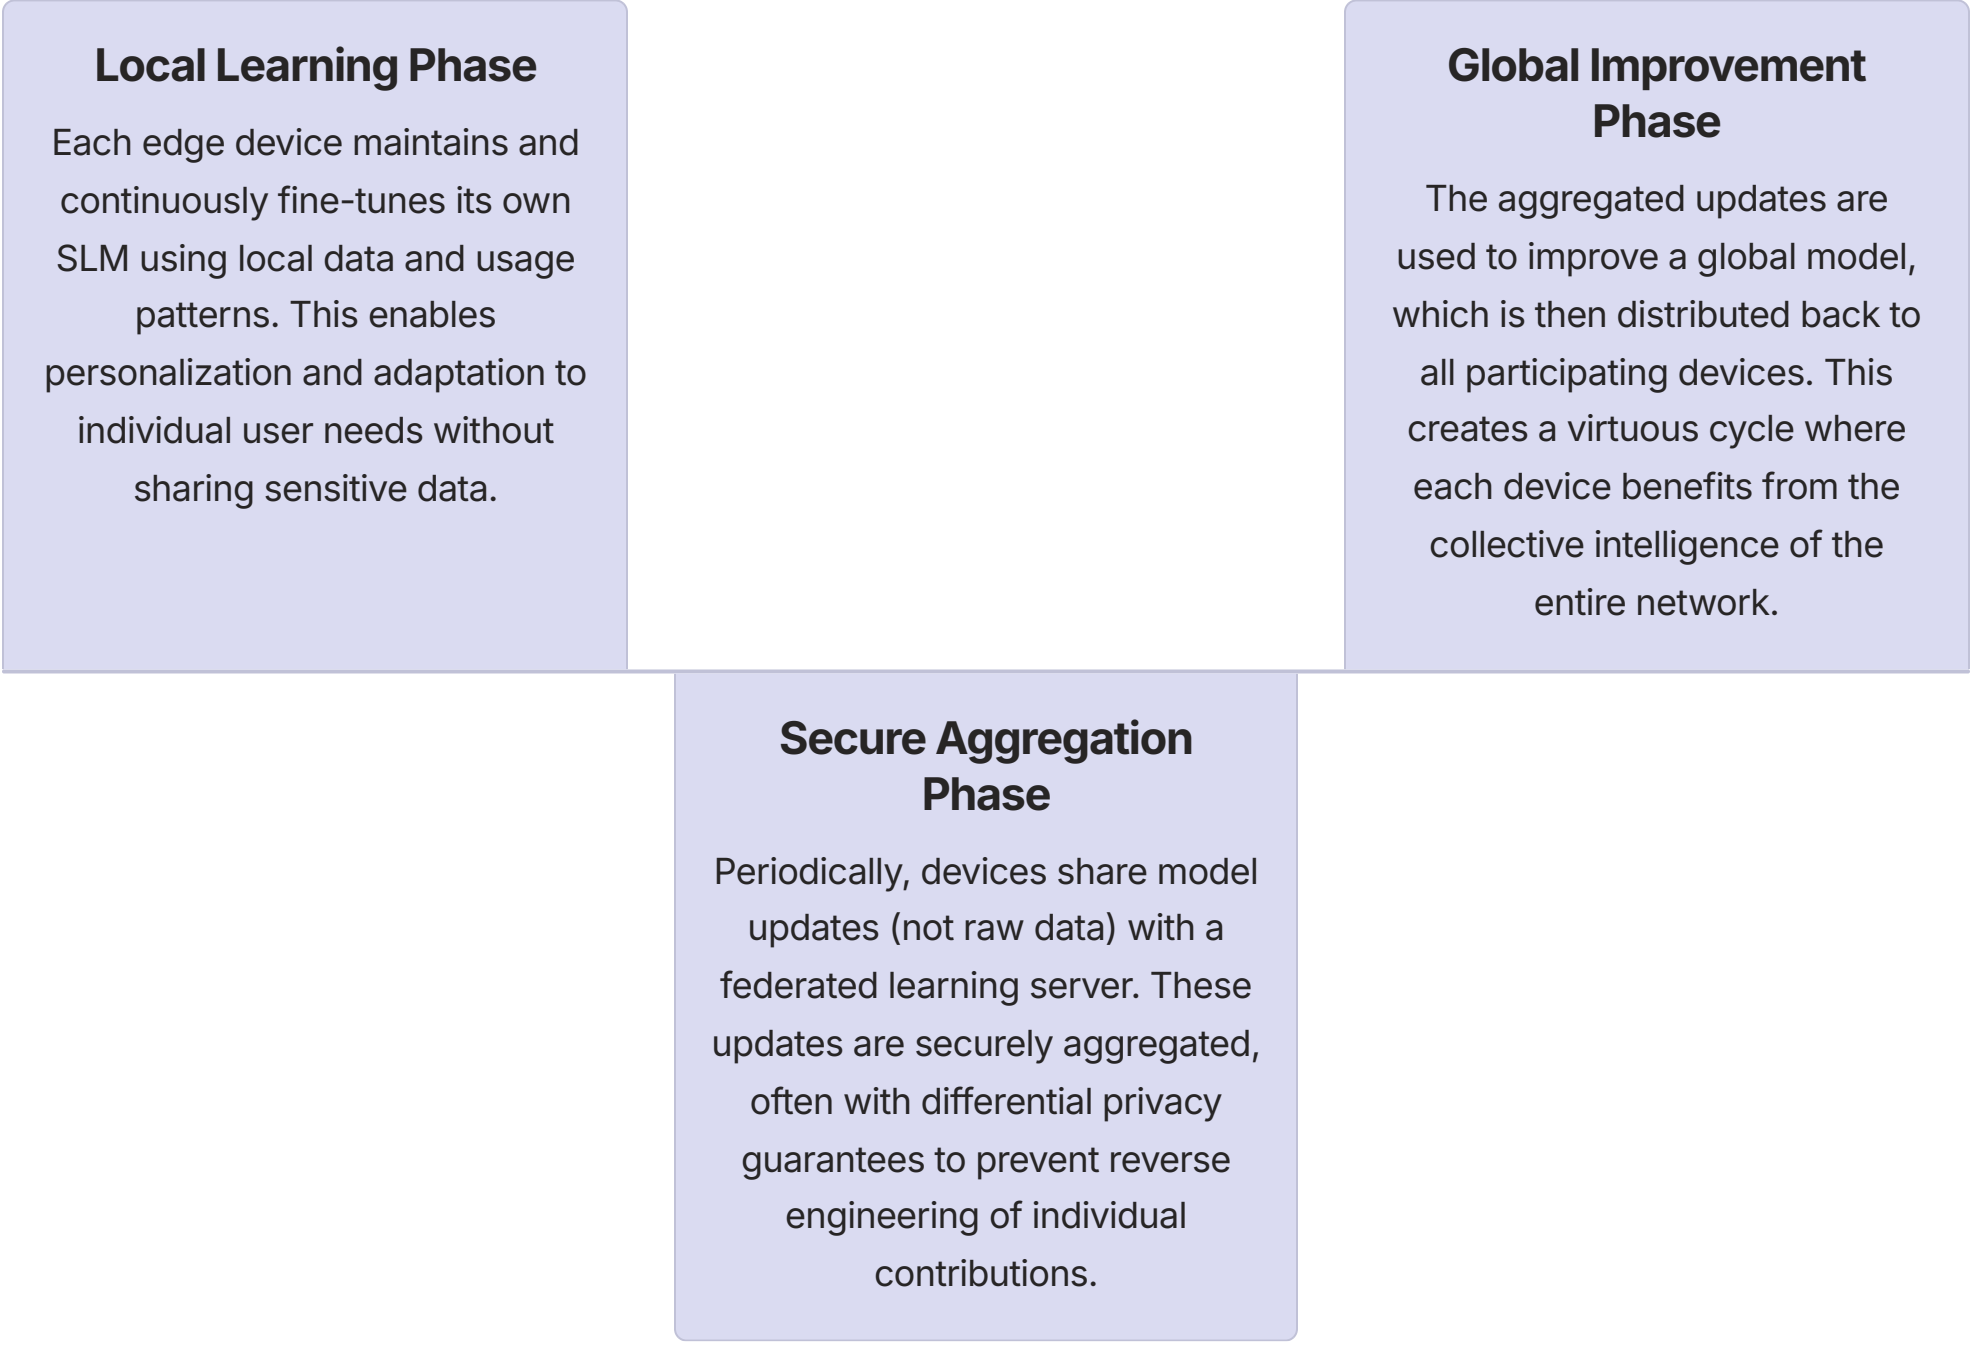 Local Learning Phase
Each edge device maintains and
continuously fine-tunes its own
SLM using local data and usage
patterns. This enables
personalization and adaptation to
individual user needs without
sharing sensitive data.
Secure Aggregation
Phase
Periodically, devices share model
updates (not raw data) with a
federated learning server. These
updates are securely aggregated,
often with differential privacy
guarantees to prevent reverse
engineering of individual
contributions.
Global Improvement
Phase
The aggregated updates are
used to improve a global model,
which is then distributed back to
all participating devices. This
creates a virtuous cycle where
each device benefits from the
collective intelligence of the
entire network.